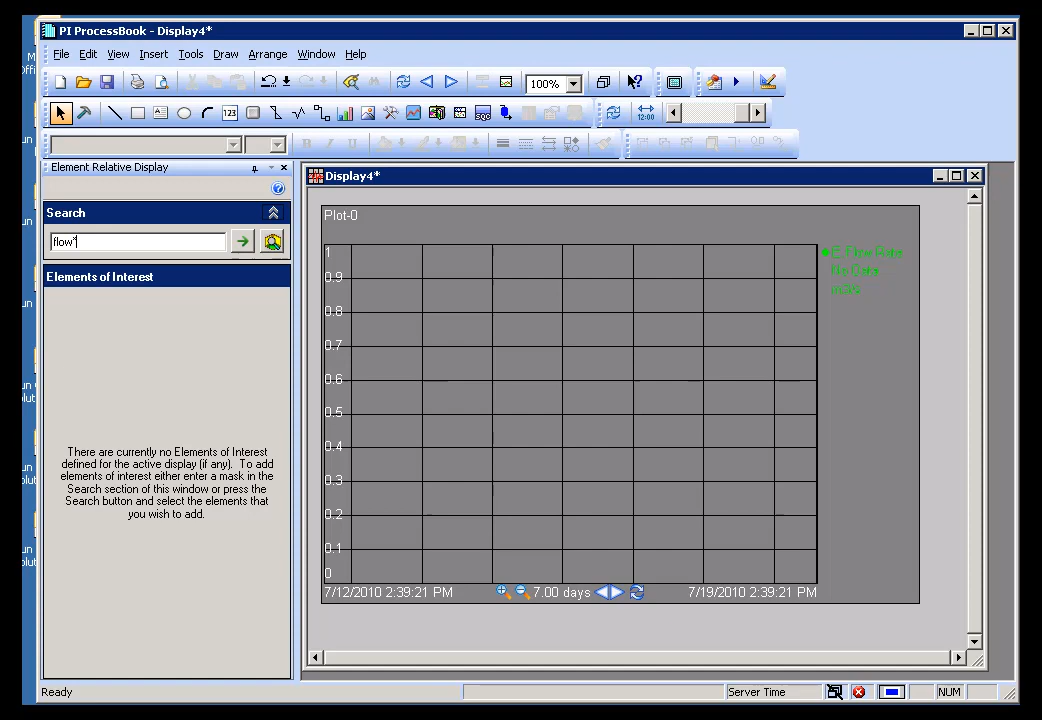 PI ProcessBook - Display4*
File Edit View Insert Tools Draw Arrange Window Help
100%
123
SQC
12:00
B I U
Element Relative Display
Search
flow*
Elements of Interest
There are currently no Elements of Interest
defined for the active display (if any). To add
elements of interest either enter a mask in the
Search section of this window or press the
Search button and select the elements that
you wish to add.
Display4*
Plot-0
1
0.9
0.8
0.7
0.6
0.5
0.4
0.3
0.2
0.1
0
Flow Rate
No Data
7/12/2010 2:39:21 PM
7.00 days
7/19/2010 2:39:21 PM
Ready
Server Time
NUM